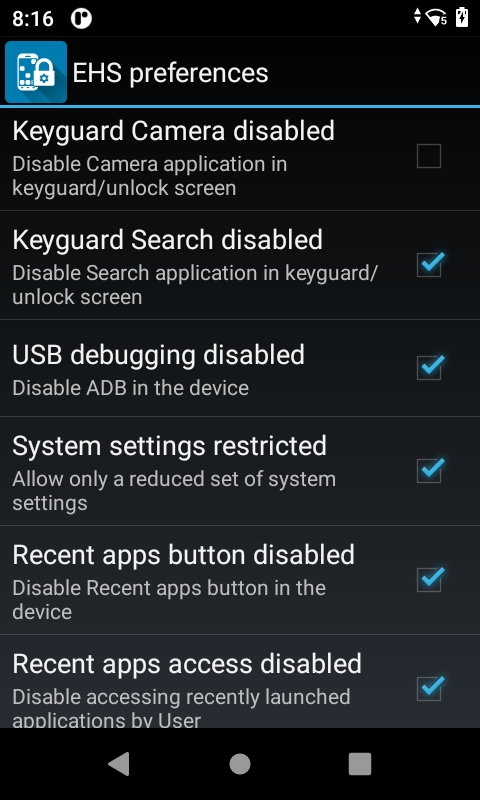 8:16
5
EHS preferences
Keyguard Camera disabled
Disable Camera application in
keyguard/unlock screen
Keyguard Search disabled
Disable Search application in keyguard/
unlock screen
USB debugging disabled
Disable ADB in the device
System settings restricted
Allow only a reduced set of system
settings
Recent apps button disabled
Disable Recent apps button in the
device
Recent apps access disabled
Disable accessing recently launched
applications by User